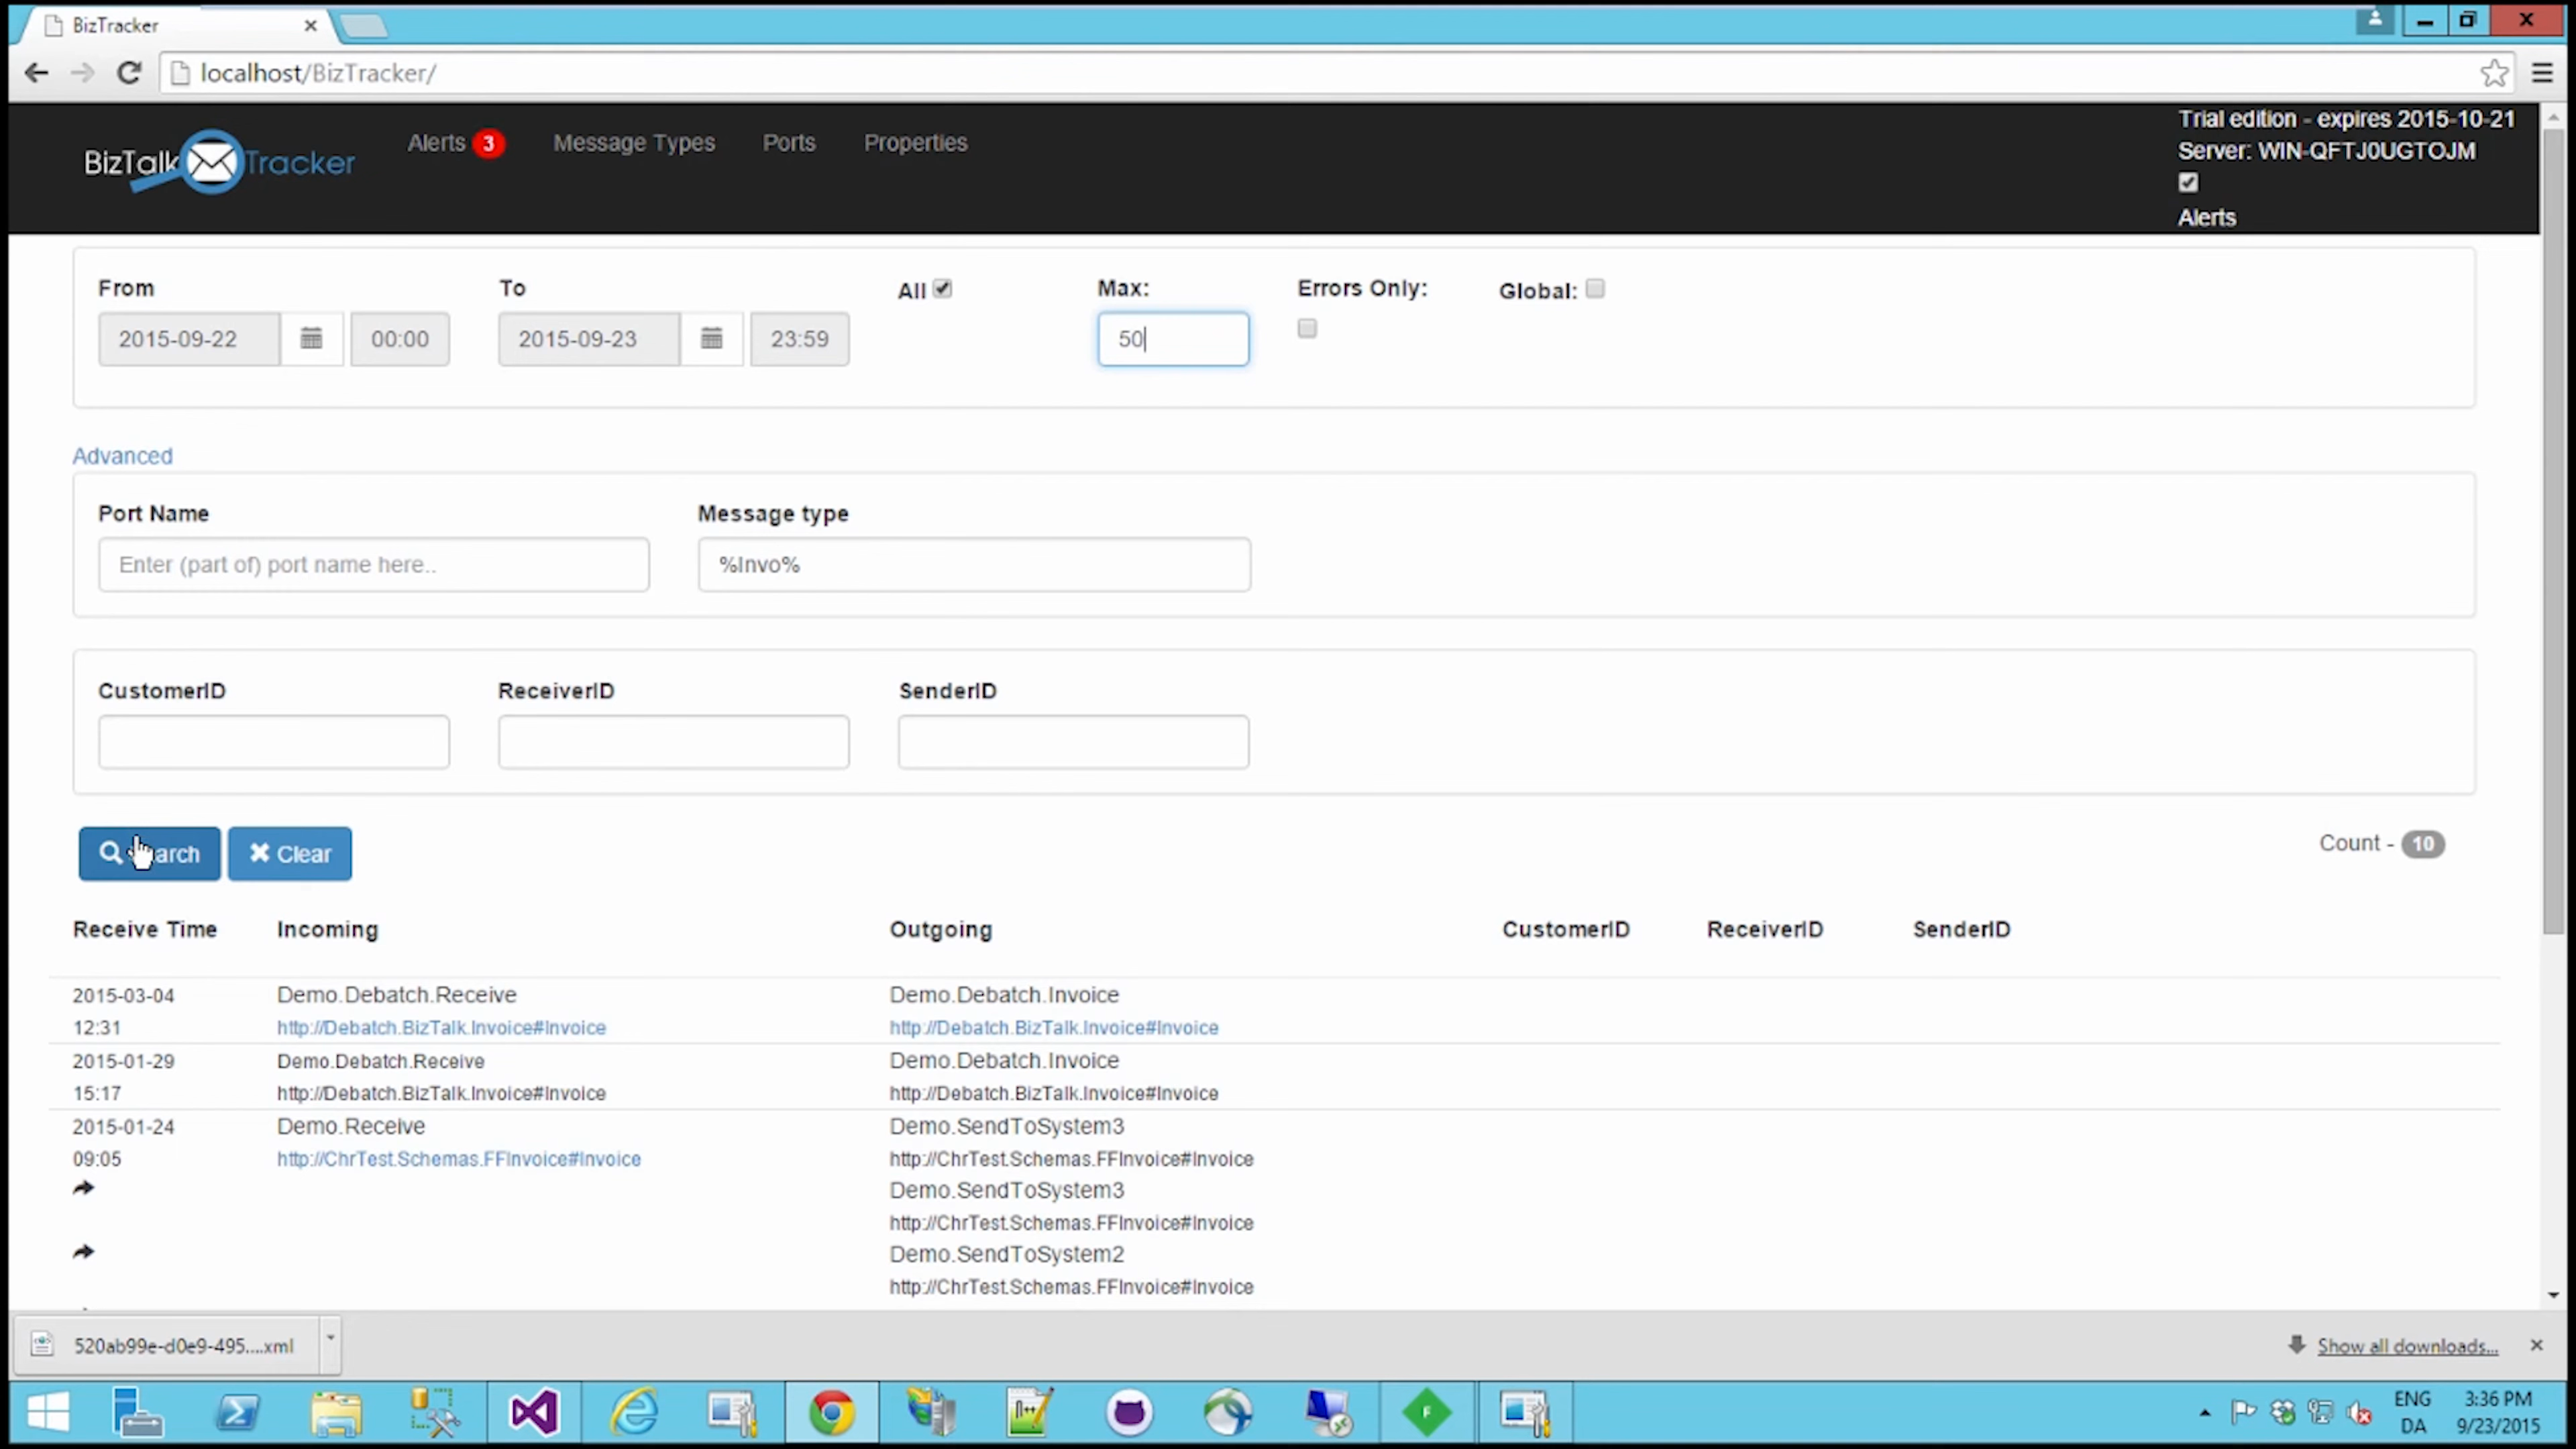 BizTracker
localhost/BizTracker/
BizTalk Tracker
Alerts 3 Message Types Ports Properties
Trial edition - expires 2015-10-21
Server: WIN-QFTJ0UGTOJM
Alerts
From To All Max: Errors Only: Global:
2015-09-22 00:00 2015-09-23 23:59 50
Advanced
Port Name Message type
Enter (part of) port name here.. %Invo%
CustomerID ReceiverID SenderID
Clear Count - 10
Receive Time Incoming Outgoing CustomerID ReceiverID SenderID
2015-03-04 Demo.Debatch.Receive Demo.Debatch.Invoice
12:31 http://Debatch.BizTalk.Invoice#Invoice http://Debatch.BizTalk.Invoice#Invoice
2015-01-29 Demo.Debatch.Receive Demo.Debatch.Invoice
15:17 http://Debatch.BizTalk.Invoice#Invoice http://Debatch.BizTalk.Invoice#Invoice
2015-01-24 Demo.Receive Demo.SendToSystem3
09:05 http://ChrTest.Schemas.FFInvoice#Invoice http://ChrTest.Schemas.FFInvoice#Invoice
Demo.SendToSystem3
http://ChrTest.Schemas.FFInvoice#Invoice
Demo.SendToSystem2
http://ChrTest.Schemas.FFInvoice#Invoice
520ab99e-d0e9-495....xml Show all downloads...
ENG 3:36 PM
DA 9/23/2015